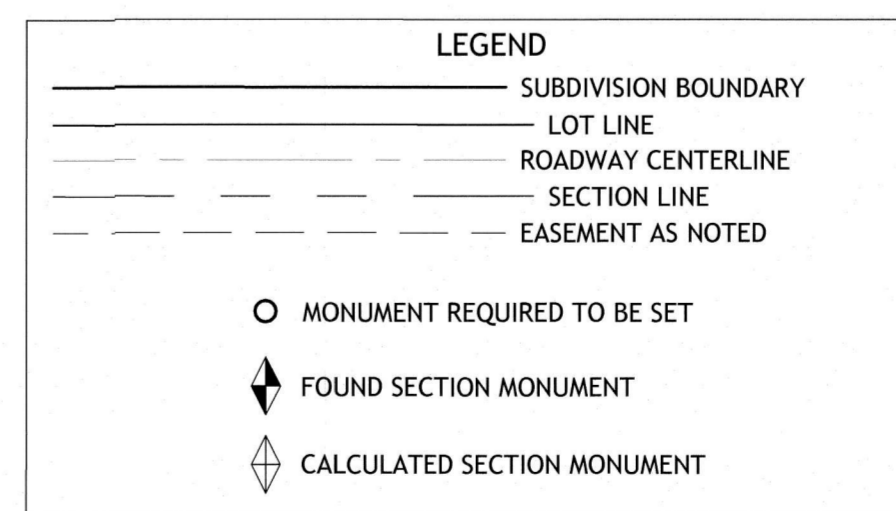 LEGEND
SUBDIVISION BOUNDARY
LOT LINE
ROADWAY CENTERLINE
SECTION LINE
EASEMENT AS NOTED
MONUMENT REQUIRED TO BE SET
FOUND SECTION MONUMENT
CALCULATED SECTION MONUMENT